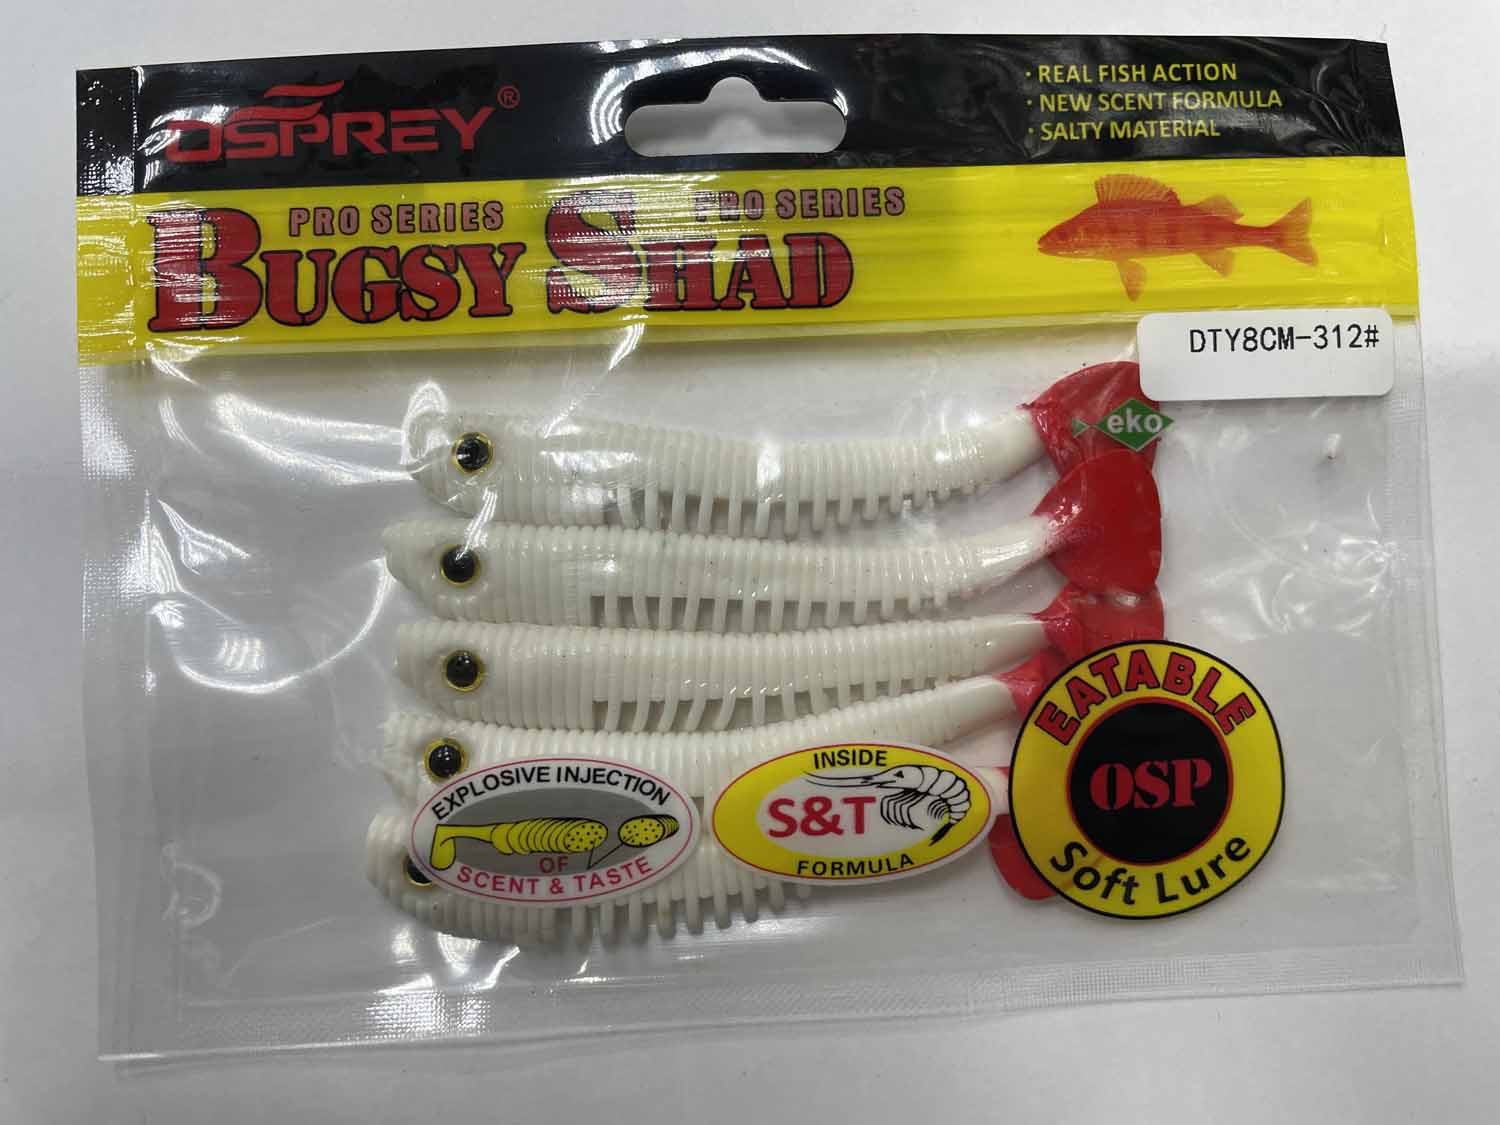 OSPREY®
· REAL FISH ACTION
· NEW SCENT FORMULA
· SALTY MATERIAL
PRO SERIES PRO SERIES
BUGSY SHAD
DTY8CM-312#
eko
EATABLE
OSP
Soft Lure
INSIDE
S&T
FORMULA
EXPLOSIVE INJECTION
OF
SCENT & TASTE